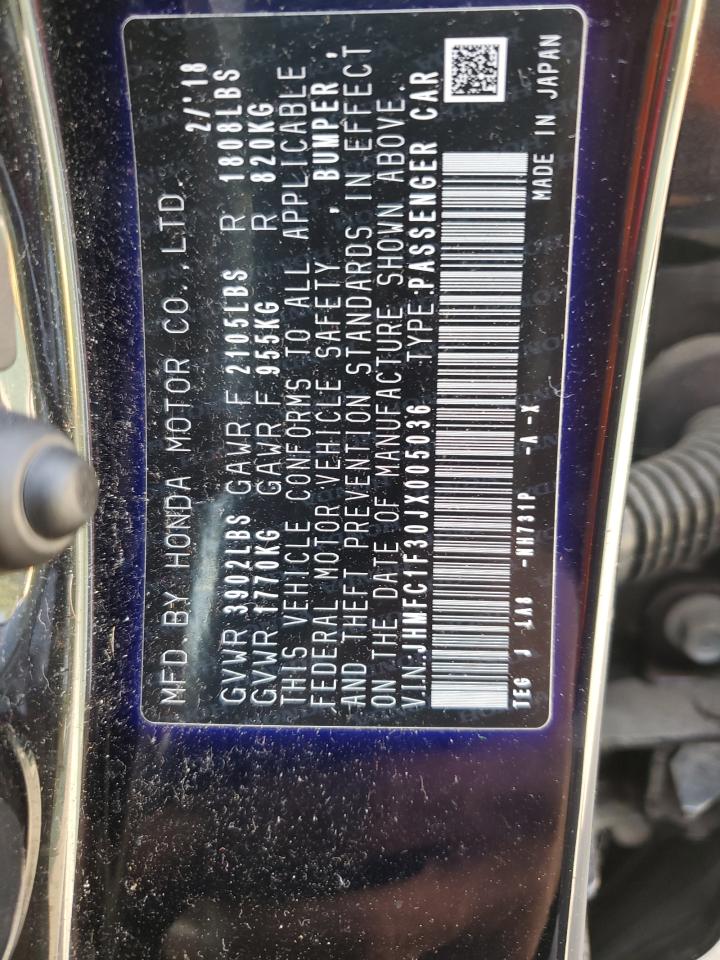 MFD. BY HONDA MOTOR CO., LTD. 2/'18
GVWR 3902LBS GAWR F 2105LBS R 1808LBS
GVWR 1770KG GAWR F 955KG R 820KG
THIS VEHICLE CONFORMS TO ALL APPLICABLE
FEDERAL MOTOR VEHICLE SAFETY , BUMPER ,
AND THEFT PREVENTION STANDARDS IN EFFECT
ON THE DATE OF MANUFACTURE SHOWN ABOVE.
VIN:JHMFC1F30JX005036 TYPE:PASSENGER CAR
TEG J -NH731P -A-X MADE IN JAPAN